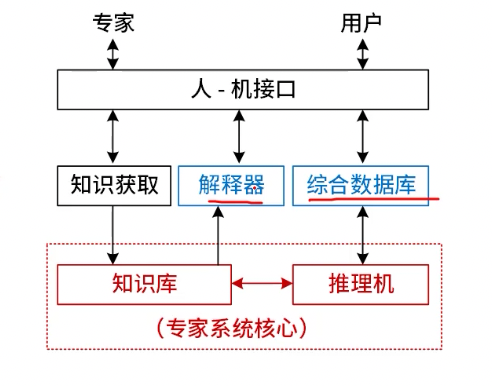 专家 用户
人 - 机接口
知识获取 解释器 综合数据库
知识库 推理机
（专家系统核心）